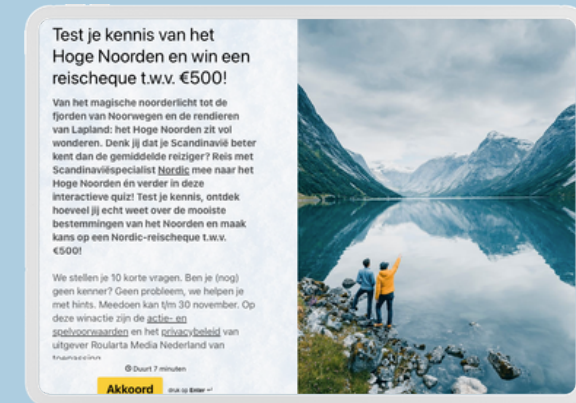 Test je kennis van het
Hoge Noorden en win een
reischeque t.w.v. €500!
Van het magische noorderlicht tot de
fjorden van Noorwegen en de rendieren
van Lapland: het Hoge Noorden zit vol
wonderen. Denk jij dat je Scandinavië beter
kent dan de gemiddelde reiziger? Reis met
Scandinaviëspecialist Nordic mee naar het
Hoge Noorden én verder in deze
interactieve quiz! Test je kennis, ontdek
hoeveel jij echt weet over de mooiste
bestemmingen van het Noorden en maak
kans op een Nordic-reischeque t.w.v.
€500!
We stellen je 10 korte vragen. Ben je (nog)
geen kenner? Geen probleem, we helpen je
met hints. Meedoen kan t/m 30 november. Op
deze winactie zijn de actie- en
spelvoorwaarden en het privacybeleid van
uitgever Roularta Media Nederland van
toepassing
Duurt 7 minuten
Akkoord druk op Enter ↵